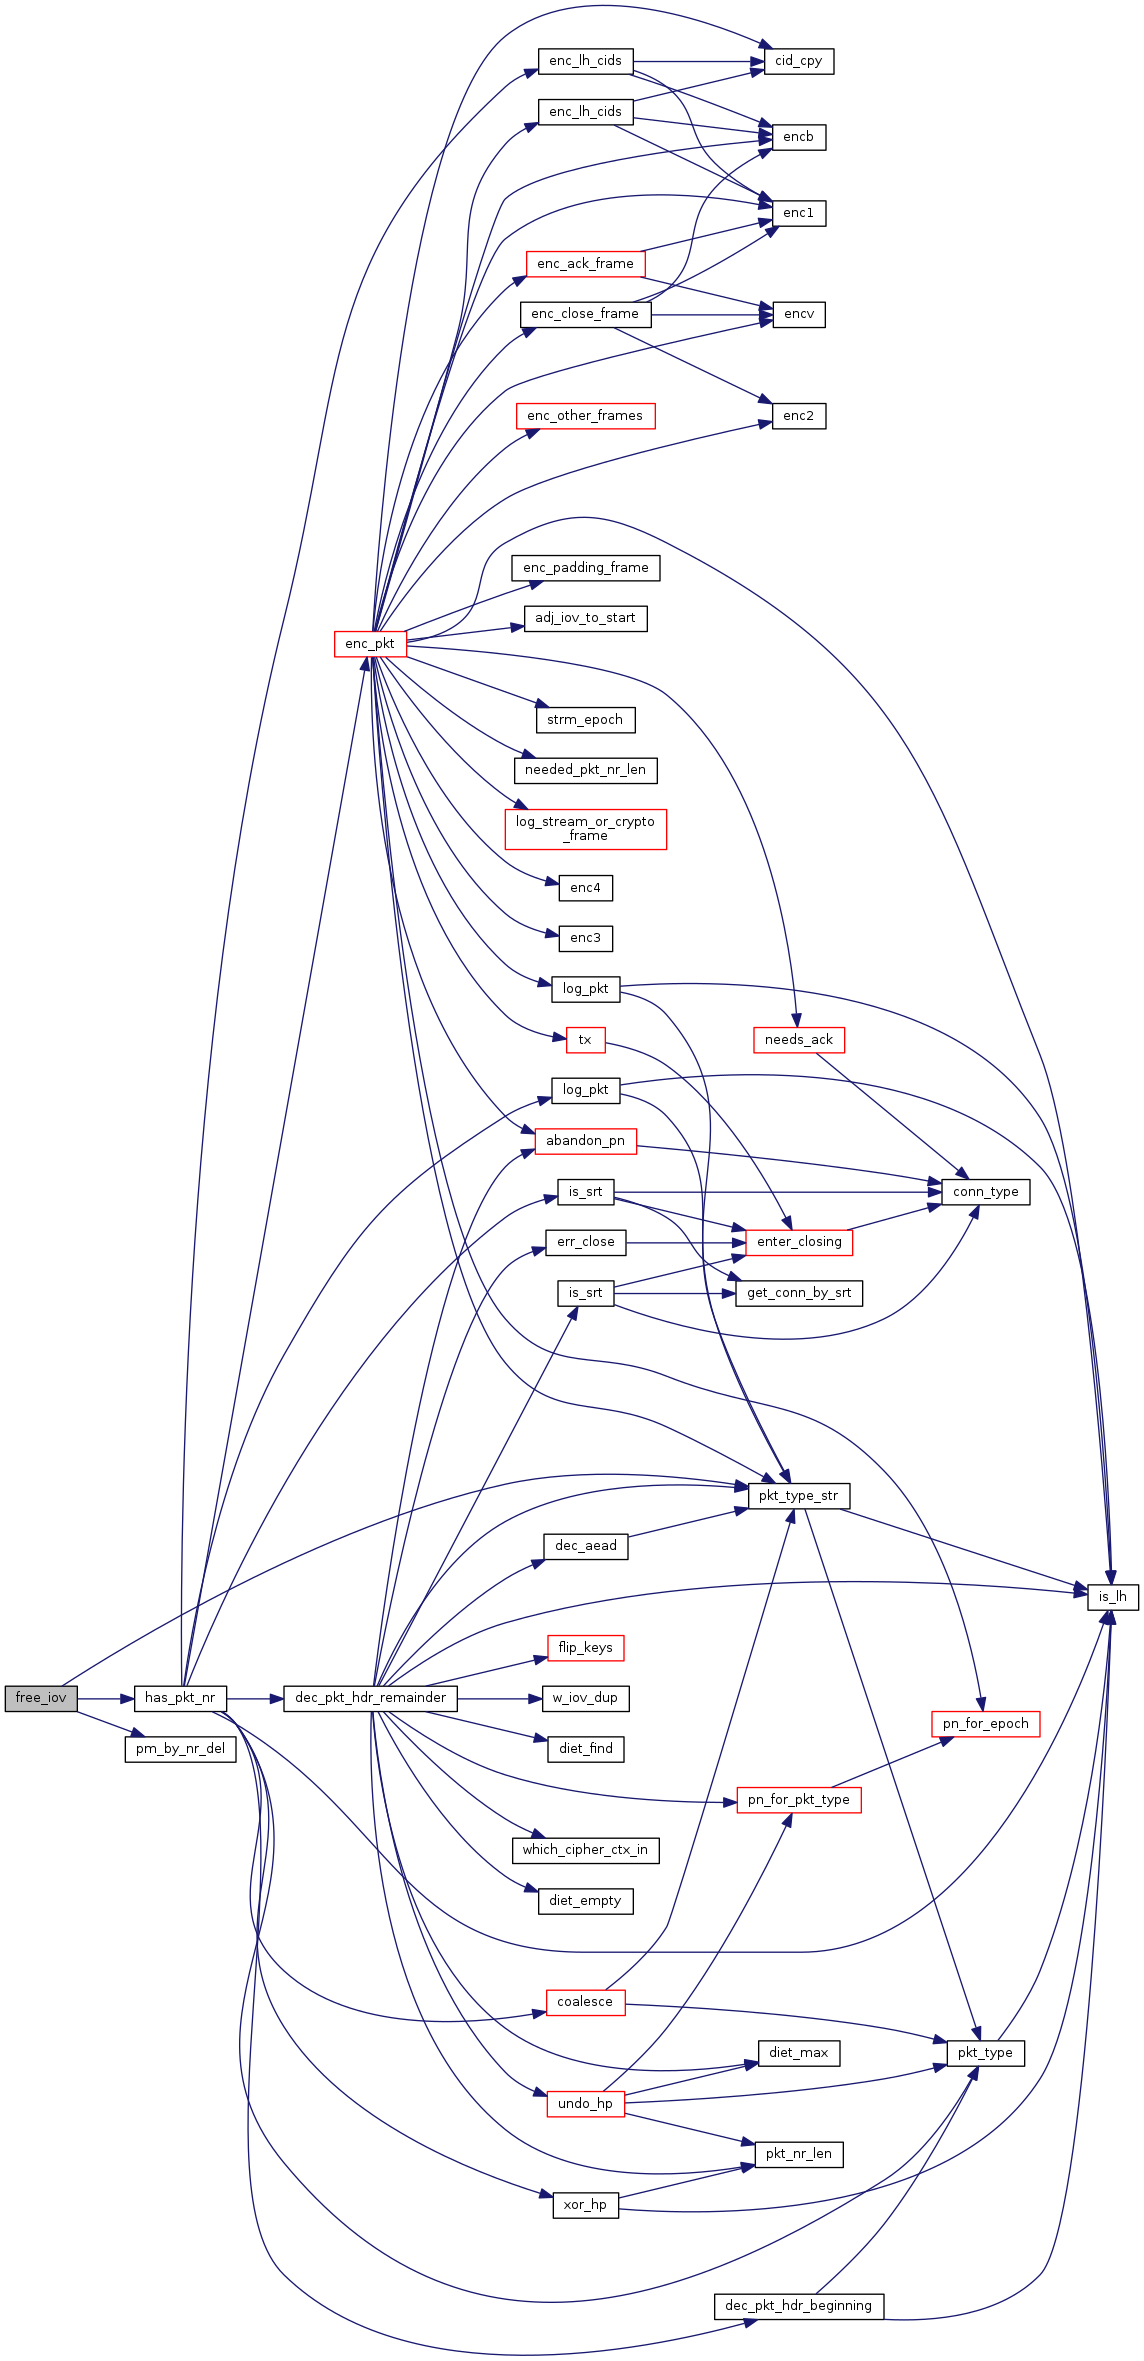 enc_lh_cids
cid_cpy
enc_lh_cids
encb
enc1
enc_ack_frame
enc_close_frame
encv
enc_other_frames
enc2
enc_padding_frame
adj_iov_to_start
enc_pkt
strm_epoch
needed_pkt_nr_len
log_stream_or_crypto
_frame
enc4
enc3
log_pkt
tx
needs_ack
log_pkt
abandon_pn
is_srt
conn_type
err_close
enter_closing
is_srt
get_conn_by_srt
pkt_type_str
dec_aead
is_lh
flip_keys
free_iov
has_pkt_nr
dec_pkt_hdr_remainder
w_iov_dup
pn_for_epoch
pm_by_nr_del
diet_find
pn_for_pkt_type
which_cipher_ctx_in
diet_empty
coalesce
diet_max
pkt_type
undo_hp
pkt_nr_len
xor_hp
dec_pkt_hdr_beginning